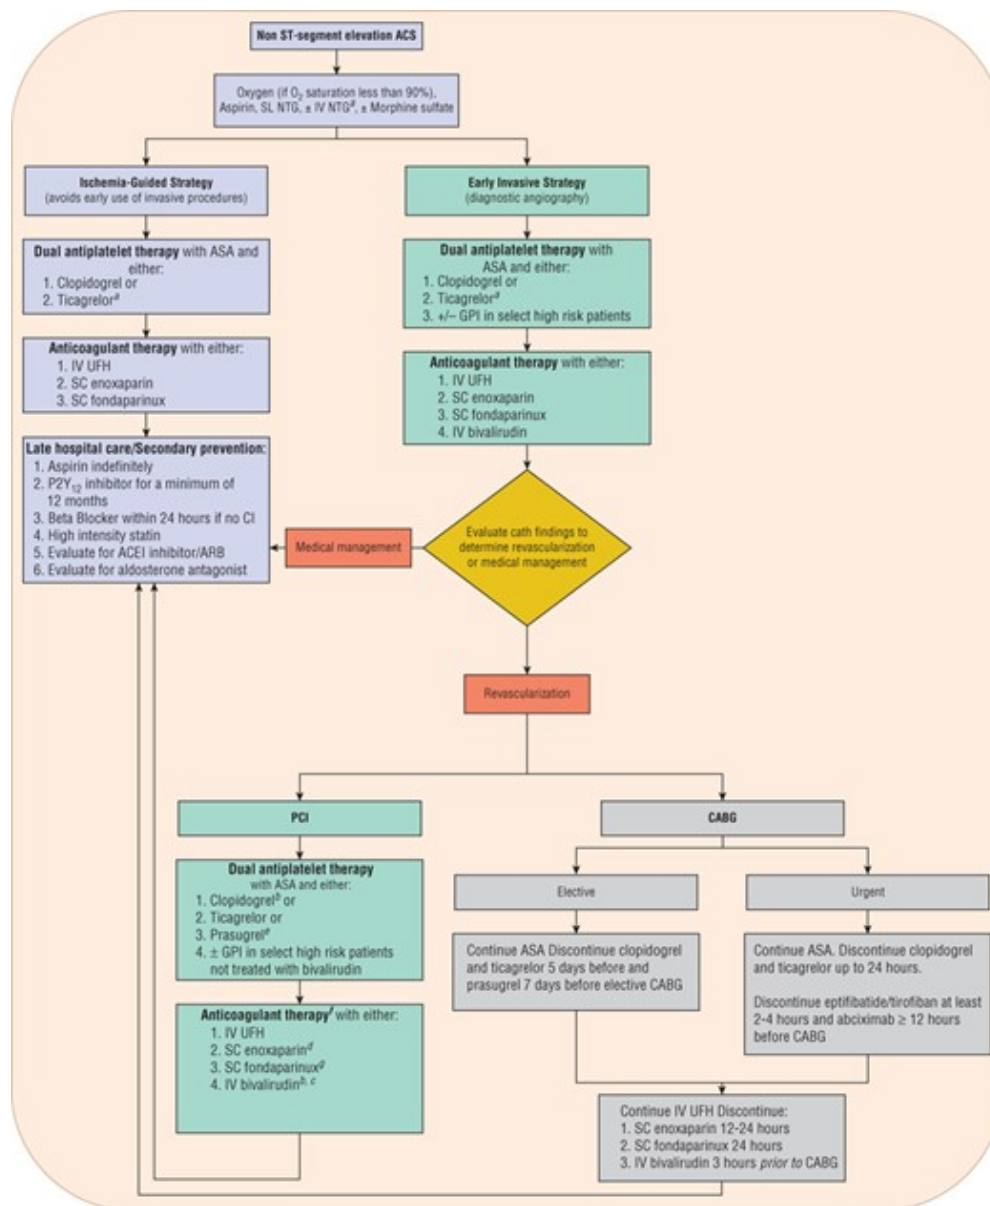 Non ST-segment elevation ACS
Oxygen (if O₂ saturation less than 90%),
Aspirin, SL NTG, ± IV NTGᵃ, ± Morphine sulfate
Ischemia-Guided Strategy
(avoids early use of invasive procedures)
Dual antiplatelet therapy with ASA and
either:
1. Clopidogrel or
2. Ticagrelorᵃ
Anticoagulant therapy with either:
1. IV UFH
2. SC enoxaparin
3. SC fondaparinux
Late hospital care/Secondary prevention:
1. Aspirin indefinitely
2. P2Y₁₂ inhibitor for a minimum of
12 months
3. Beta Blocker within 24 hours if no CI
4. High intensity statin
5. Evaluate for ACEI inhibitor/ARB
6. Evaluate for aldosterone antagonist
Early Invasive Strategy
(diagnostic angiography)
Dual antiplatelet therapy with
ASA and either:
1. Clopidogrel or
2. Ticagrelorᵃ
3. +/– GPI in select high risk patients
Anticoagulant therapy with either:
1. IV UFH
2. SC enoxaparin
3. SC fondaparinux
4. IV bivalirudin
Evaluate cath findings to
determine revascularization
or medical management
Medical management
Revascularization
PCI
Dual antiplatelet therapy
with ASA and either:
1. Clopidogrelᵇ or
2. Ticagrelor or
3. Prasugrelᵉ
4. ± GPI in select high risk patients
not treated with bivalirudin
Anticoagulant therapyᶠ with either:
1. IV UFH
2. SC enoxaparinᵈ
3. SC fondaparinuxᵍ
4. IV bivalirudinᵇ, ᶜ
CABG
Elective
Continue ASA Discontinue clopidogrel
and ticagrelor 5 days before and
prasugrel 7 days before elective CABG
Urgent
Continue ASA. Discontinue clopidogrel
and ticagrelor up to 24 hours.
Discontinue eptifibatide/tirofiban at least
2-4 hours and abciximab ≥ 12 hours
before CABG
Continue IV UFH Discontinue:
1. SC enoxaparin 12-24 hours
2. SC fondaparinux 24 hours
3. IV bivalirudin 3 hours prior to CABG